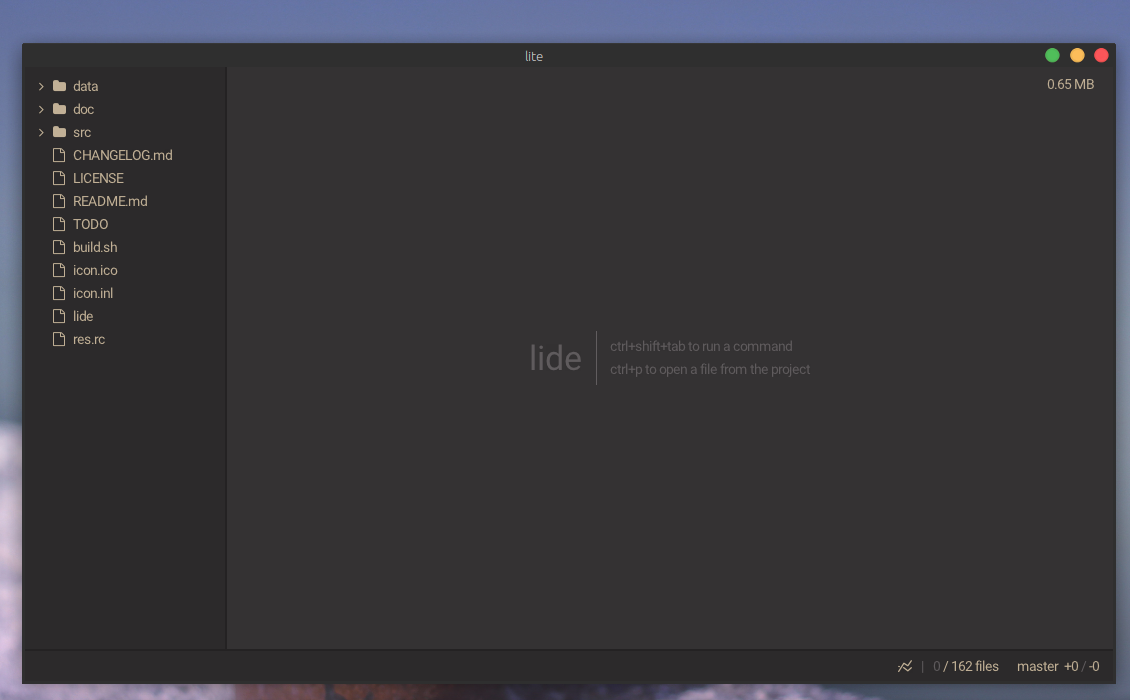 lite
0.65 MB
data
doc
src
CHANGELOG.md
LICENSE
README.md
TODO
build.sh
icon.ico
icon.inl
lide
res.rc
lide
ctrl+shift+tab to run a command
ctrl+p to open a file from the project
| 0 / 162 files master +0 / -0